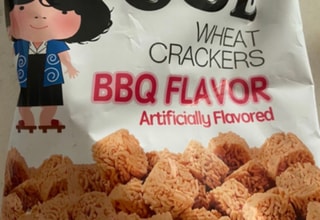 WHEAT
CRACKERS
BBQ FLAVOR
Artificially Flavored